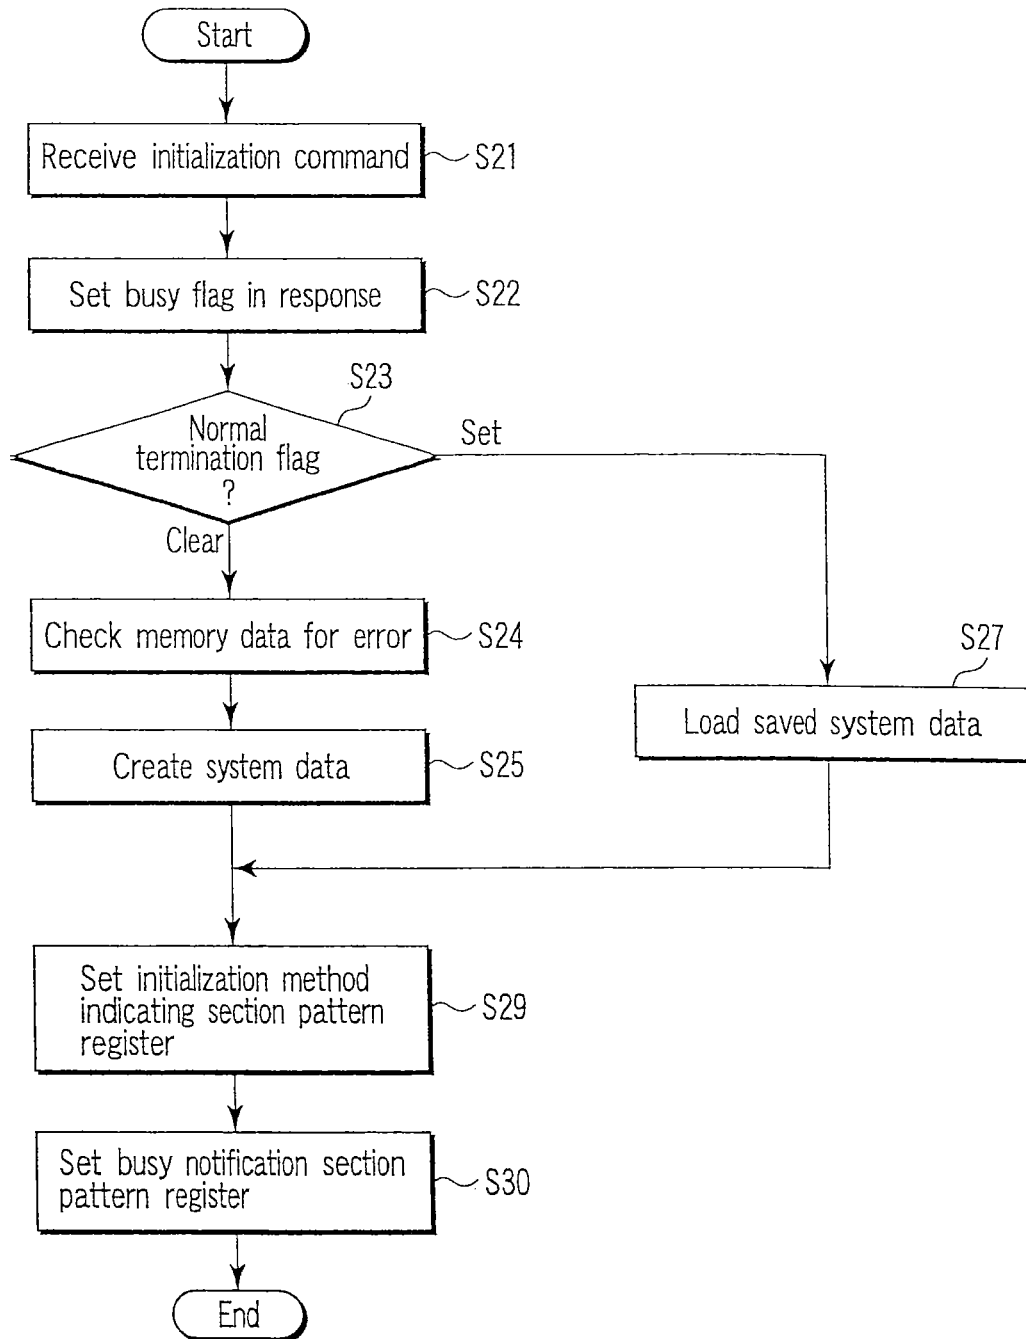 Start
Receive initialization command
S21
Set busy flag in response
S22
S23
Normal
termination flag
?
Set
Clear
Check memory data for error
S24
S27
Load saved system data
Create system data
S25
Set initialization method
indicating section pattern
register
S29
Set busy notification section
pattern register
S30
End